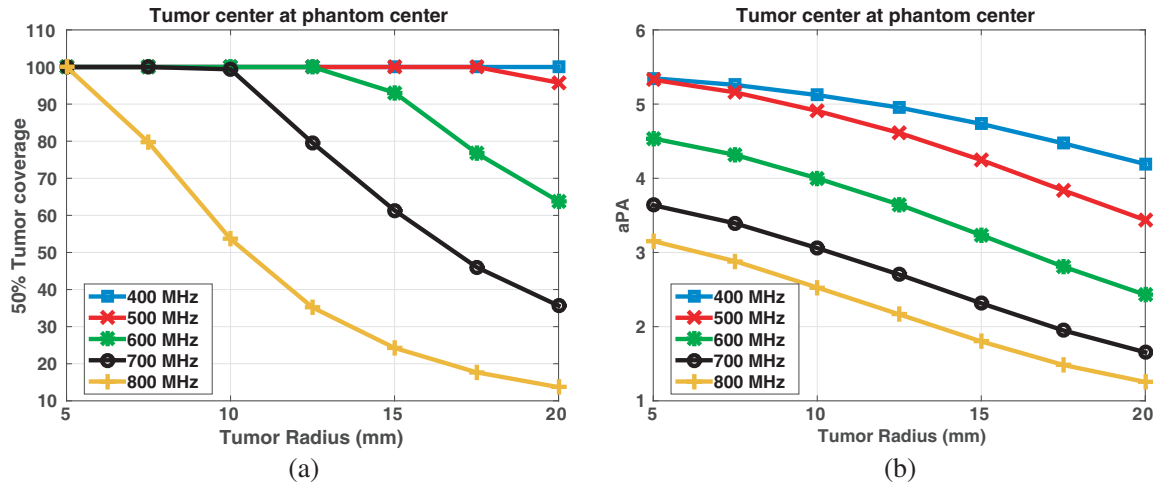 Tumor center at phantom center
110
100
90
80
70
60
50
40
30
20
10
50% Tumor coverage
400 MHz
500 MHz
600 MHz
700 MHz
800 MHz
5
10
15
20
Tumor Radius (mm)
(a)
Tumor center at phantom center
6
5
4
3
2
1
aPA
400 MHz
500 MHz
600 MHz
700 MHz
800 MHz
5
10
15
20
Tumor Radius (mm)
(b)